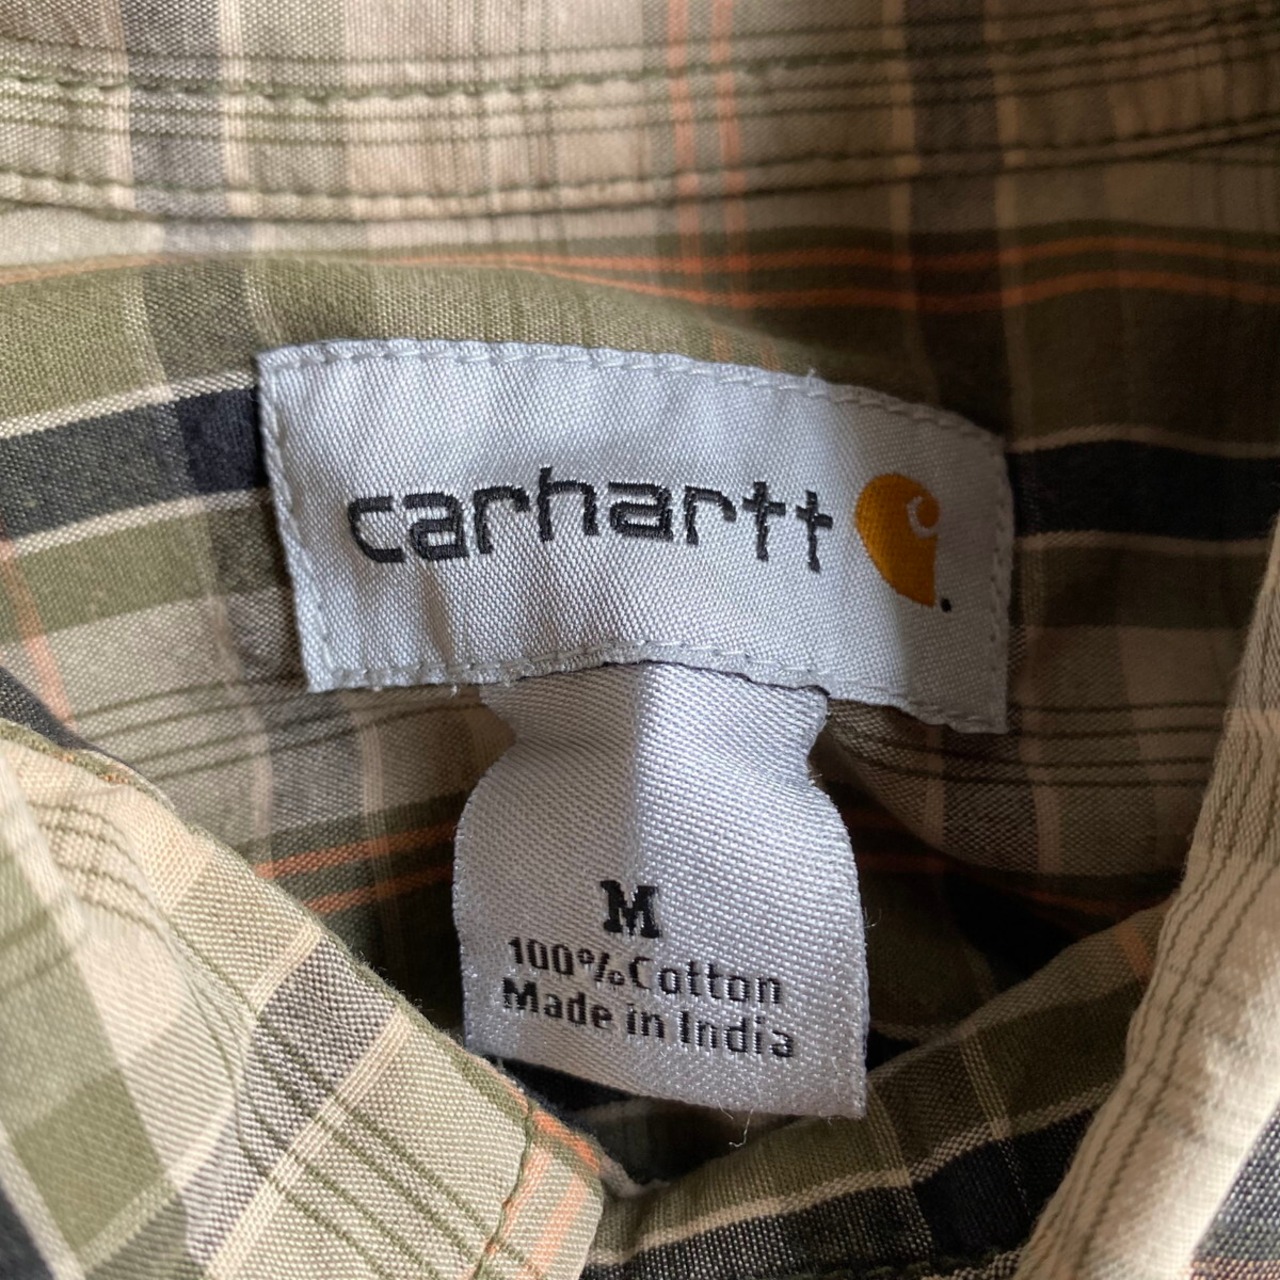 carhartt
M
100% Cotton
Made in India